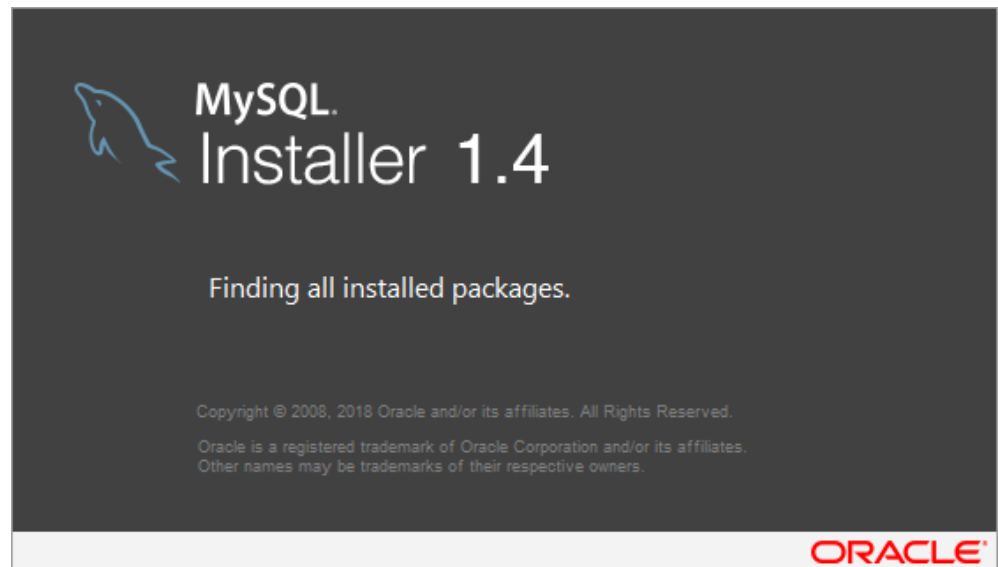 MySQL.
Installer 1.4
Finding all installed packages.
Copyright © 2008, 2018 Oracle and/or its affiliates. All Rights Reserved.
Oracle is a registered trademark of Oracle Corporation and/or its affiliates.
Other names may be trademarks of their respective owners.
ORACLE